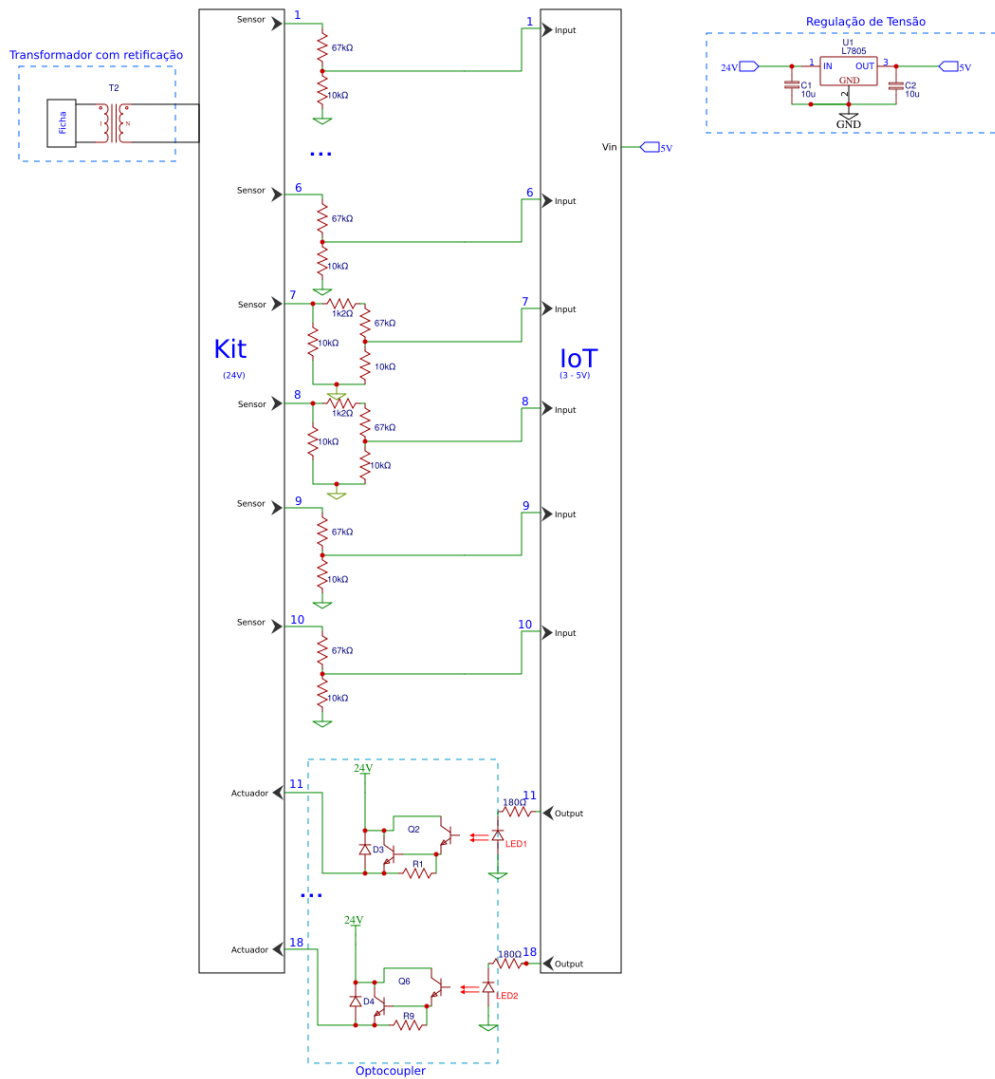 Transformador com retificação
T2
Ficha
I
N
Kit
(24V)
IoT
(3 - 5V)
Vin
5V
Regulação de Tensão
U1
L7805
24V
1
IN
OUT
3
5V
GND
2
C1
10u
C2
10u
GND
Sensor
1
67kΩ
10kΩ
1
Input
...
Sensor
6
67kΩ
10kΩ
6
Input
Sensor
7
1k2Ω
67kΩ
10kΩ
10kΩ
7
Input
Sensor
8
1k2Ω
67kΩ
10kΩ
10kΩ
8
Input
Sensor
9
67kΩ
10kΩ
9
Input
Sensor
10
67kΩ
10kΩ
10
Input
Actuador
11
24V
Q2
D3
R1
180Ω
LED1
11
Output
...
Actuador
18
24V
Q6
D4
R9
180Ω
LED2
18
Output
Optocoupler